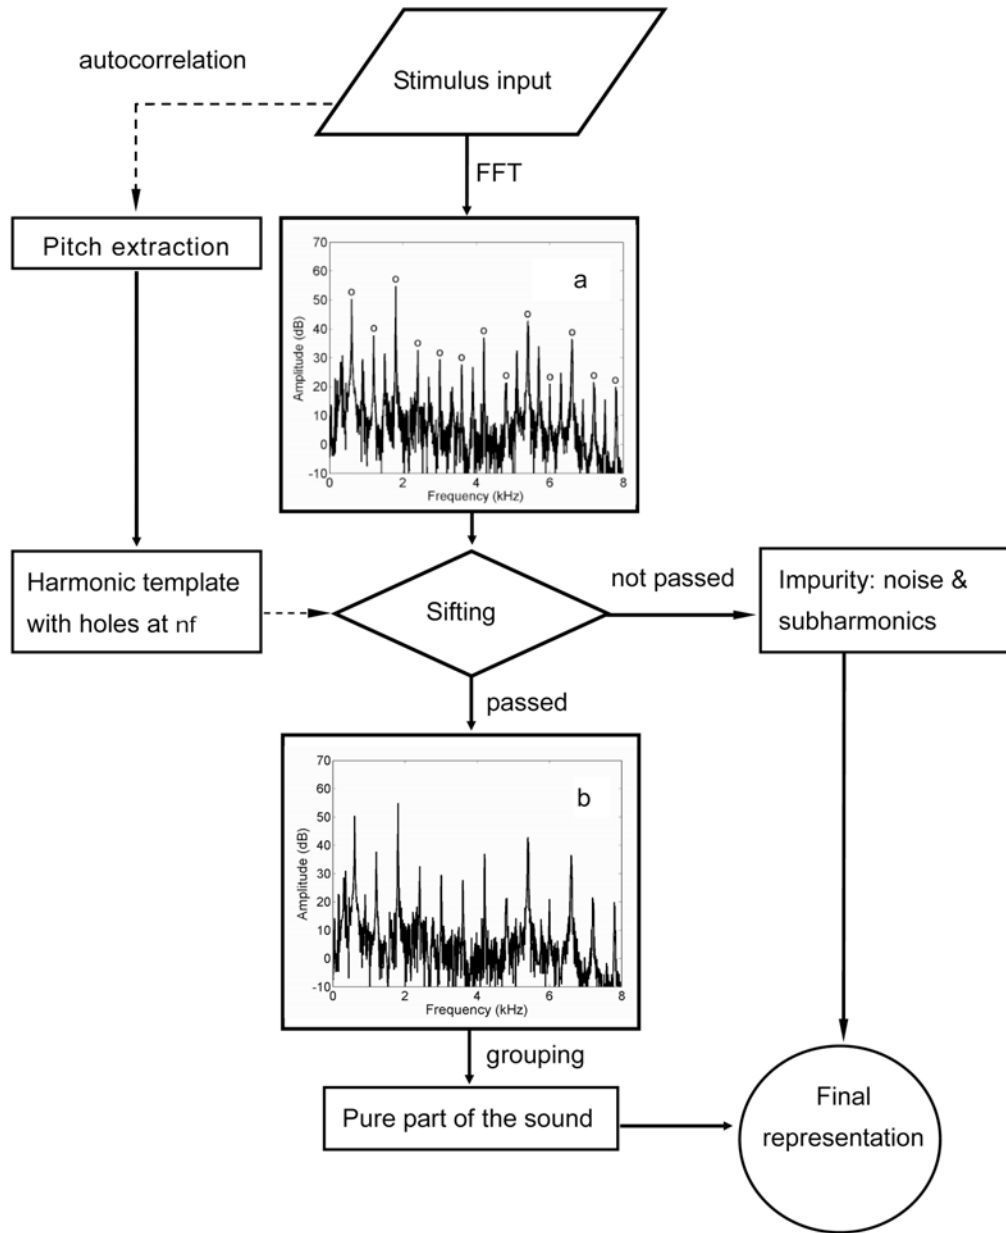 autocorrelation
Stimulus input
FFT
Pitch extraction
70
60
50
40
30
20
10
0
-10
Amplitude (dB)
a
0
2
4
6
8
Frequency (kHz)
Harmonic template
with holes at nf
Sifting
not passed
Impurity: noise &
subharmonics
passed
70
60
50
40
30
20
10
0
-10
Amplitude (dB)
b
0
2
4
6
8
Frequency (kHz)
grouping
Pure part of the sound
Final
representation